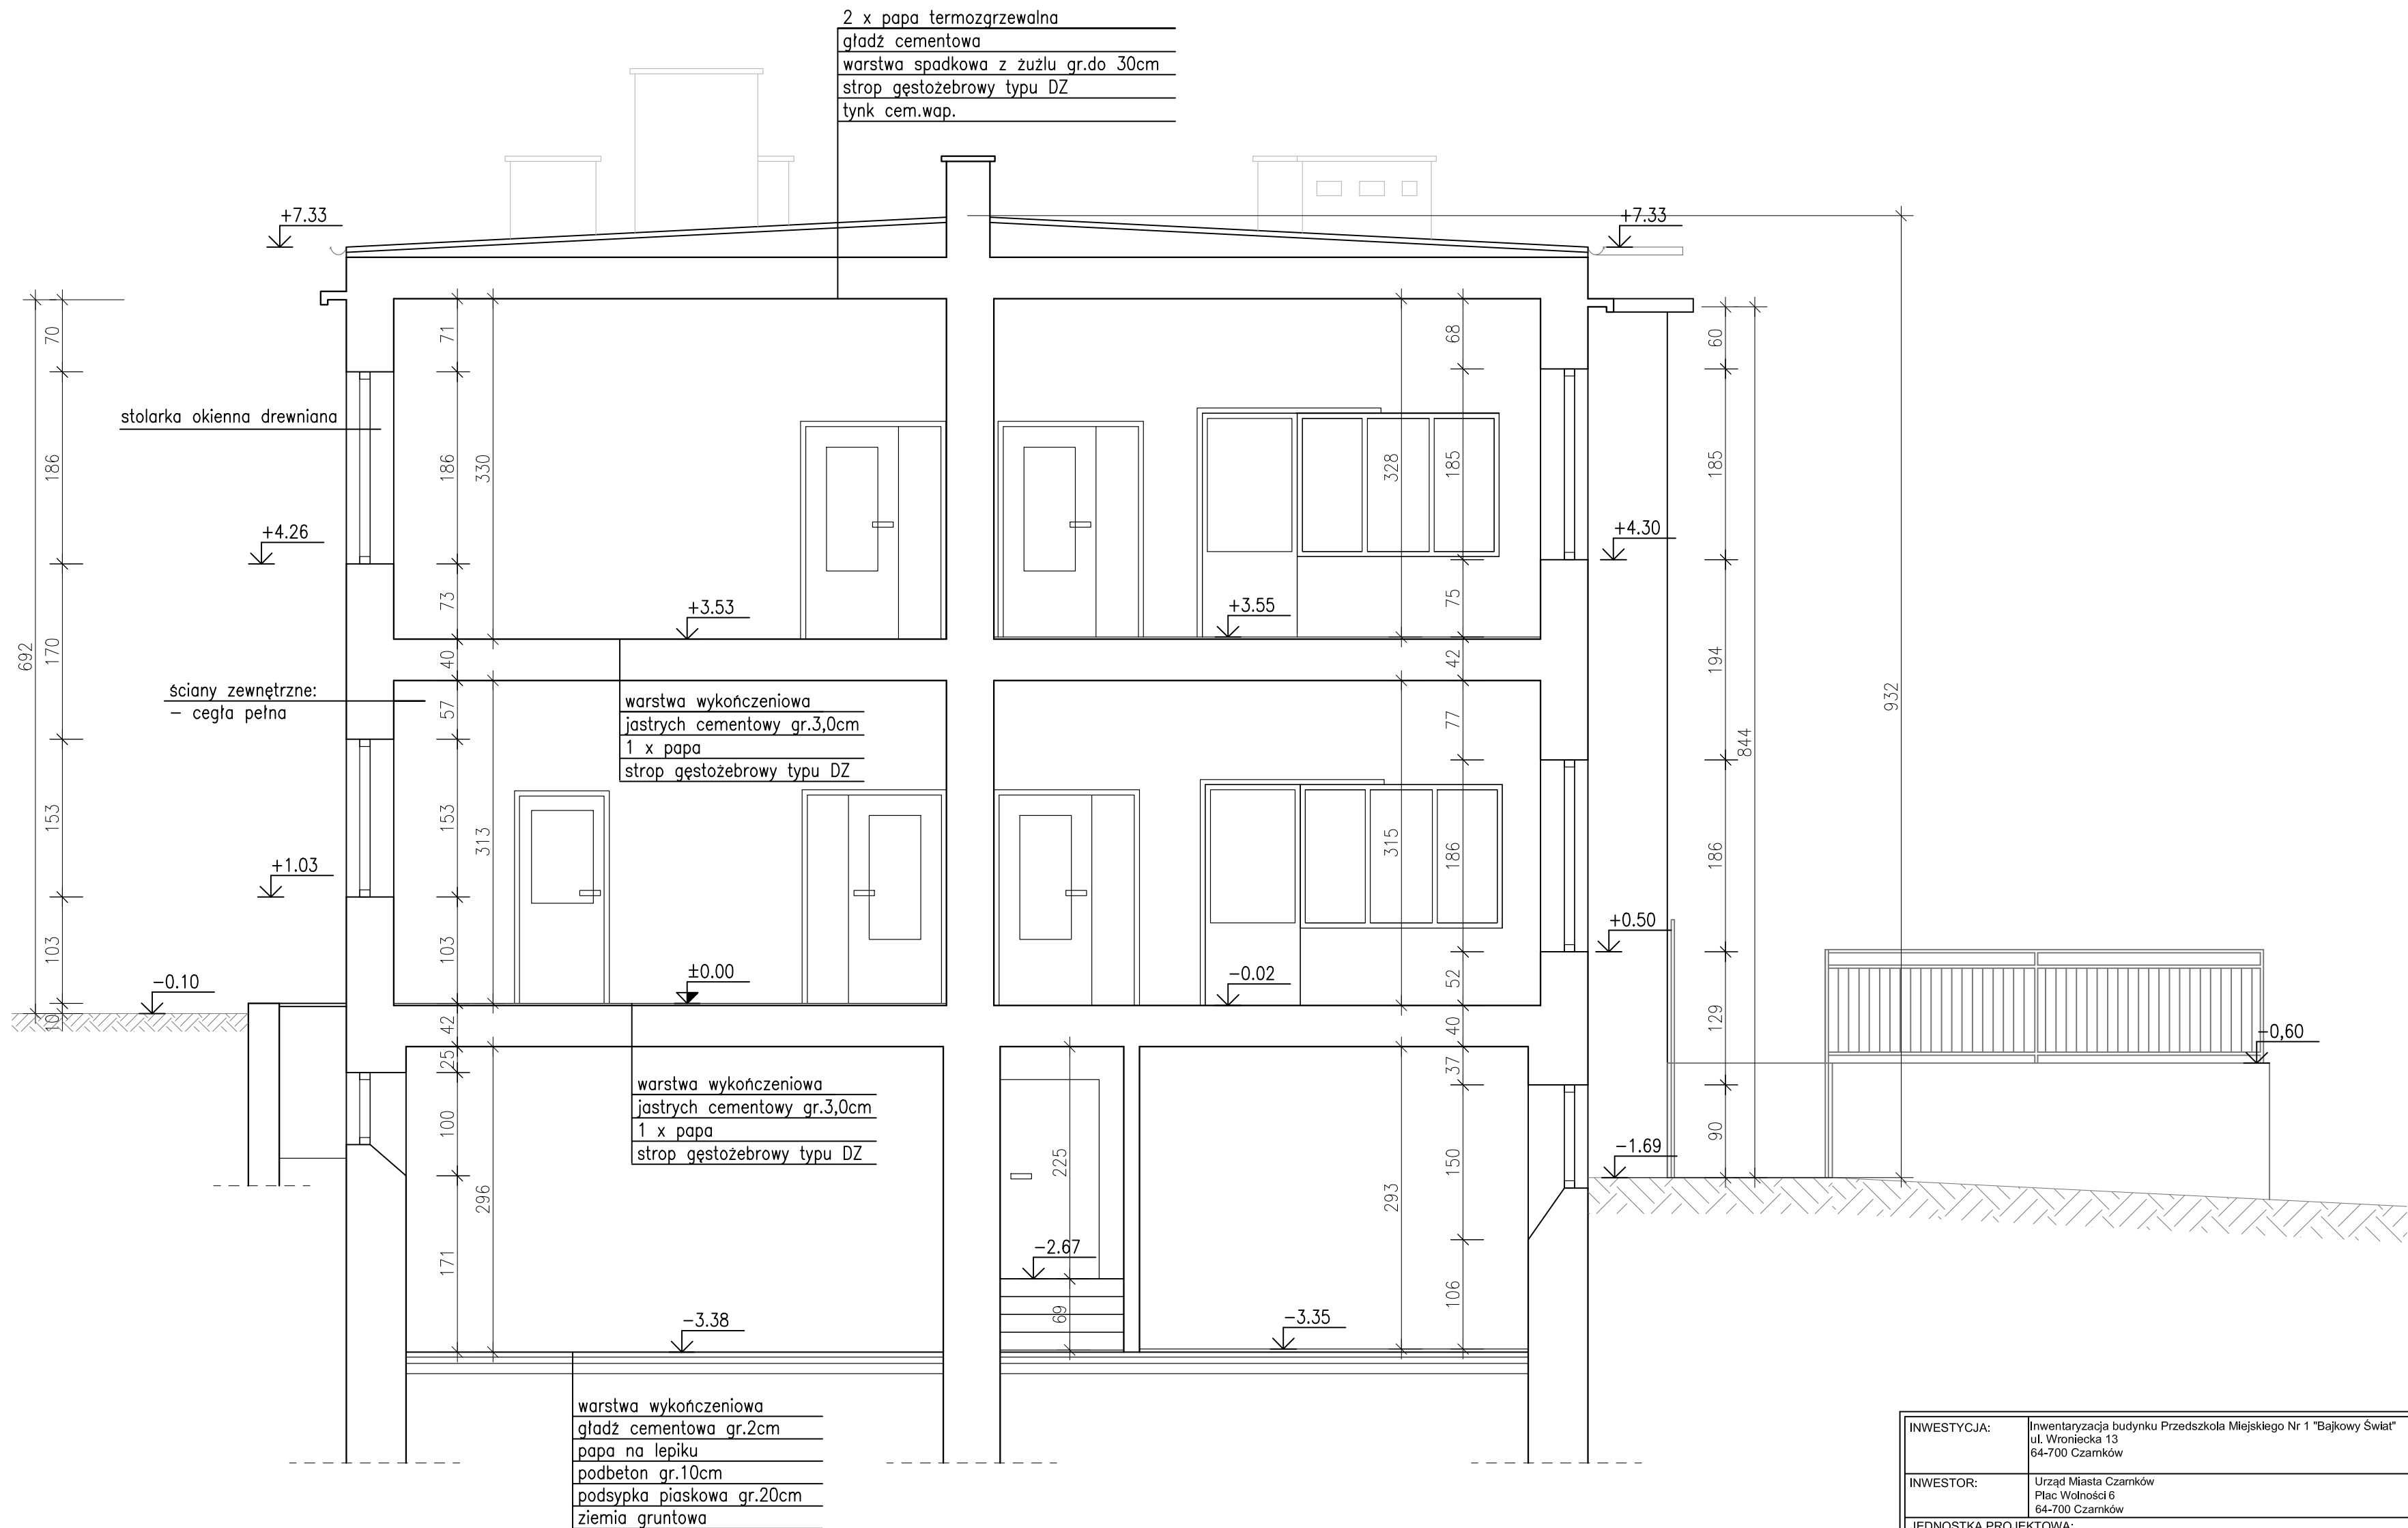 2 x papa termozgrzewalna
gładź cementowa
warstwa spadkowa z żużlu gr.do 30cm
strop gęstożebrowy typu DZ
tynk cem.wap.
+7.33
+7.33
70
71
68
60
stolarka okienna drewniana
186
186
330
328
185
185
+4.26
+4.30
73
+3.53
+3.55
75
692
170
40
42
194
932
ściany zewnętrzne:
- cegła pełna
57
warstwa wykończeniowa
jastrych cementowy gr.3,0cm
1 x papa
strop gęstożebrowy typu DZ
77
844
153
153
313
315
186
186
+1.03
+0.50
103
103
±0.00
-0.02
52
-0.10
10
42
40
129
-0,60
25
37
warstwa wykończeniowa
jastrych cementowy gr.3,0cm
1 x papa
strop gęstożebrowy typu DZ
100
225
150
90
-1.69
296
293
171
-2.67
106
69
-3.38
-3.35
warstwa wykończeniowa
gładź cementowa gr.2cm
papa na lepiku
podbeton gr.10cm
podsypka piaskowa gr.20cm
ziemia gruntowa
INWESTYCJA:
Inwentaryzacja budynku Przedszkola Miejskiego Nr 1 "Bajkowy Świat"
ul. Wroniecka 13
64-700 Czarnków
INWESTOR:
Urząd Miasta Czarnków
Plac Wolności 6
64-700 Czarnków
JEDNOSTKA PROJEKTOWA: